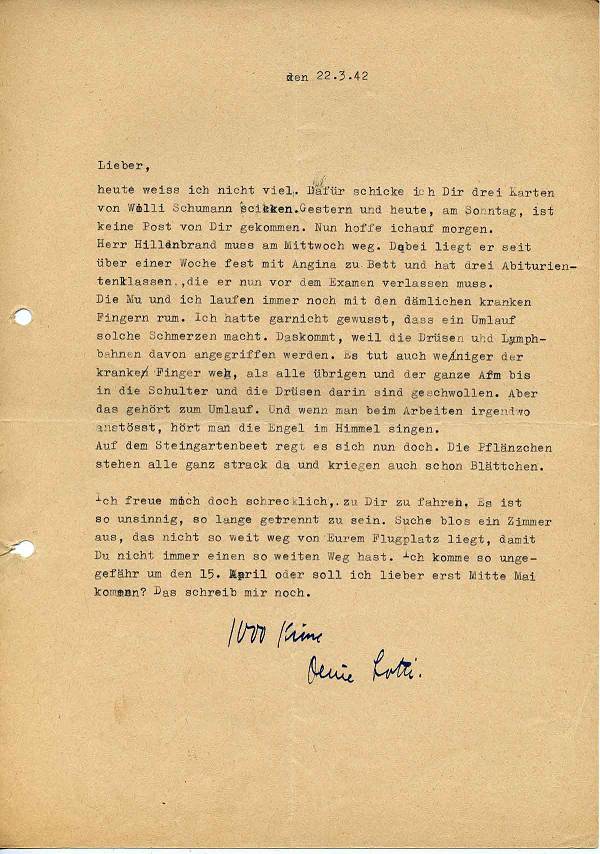 den 22.3.42
Lieber,
heute weiss ich nicht viel. Dafür schicke ich Dir drei Karten
von Willi Schumann scicken.Gestern und heute, am Sonntag, ist
keine Post von Dir gekommen. Nun hoffe ichauf morgen.
Herr Hillenbrand muss am Mittwoch weg. Dabei liegt er seit
über einer Woche fest mit Angina zu Bett und hat drei Abiturien-
tenklassen.,die er nun vor dem Examen verlassen muss.
Die Mu und ich laufen immer noch mit den dämlichen kranken
Fingern rum. Ich hatte garnicht gewusst, dass ein Umlauf
solche Schmerzen macht. Daskommt, weil die Drüsen und Lymph-
bahnen davon angegriffen werden. Es tut auch weniger der
kranke Finger weh, als alle übrigen und der ganze Arm bis
in die Schulter und die Drüsen darin sind geschwollen. Aber
das gehört zum Umlauf. Und wenn man beim Arbeiten irgendwo
anstösst, hört man die Engel im Himmel singen.
Auf dem Steingartenbeet regt es sich nun doch. Die Pflänzchen
stehen alle ganz strack da und kriegen auch schon Blättchen.
Ich freue mich doch schrecklich,.zu Dir zu fahren. Es ist
so unsinnig, so lange getrennt zu sein. Suche blos ein Zimmer
aus, das nicht so weit weg von Eurem Flugplatz liegt, damit
Du nicht immer einen so weiten Weg hast. Ich komme so unge-
gefähr um den 15. April oder soll ich lieber erst Mitte Mai
kommen? Das schreib mir noch.
1000 Küsse
Deine Lotti.